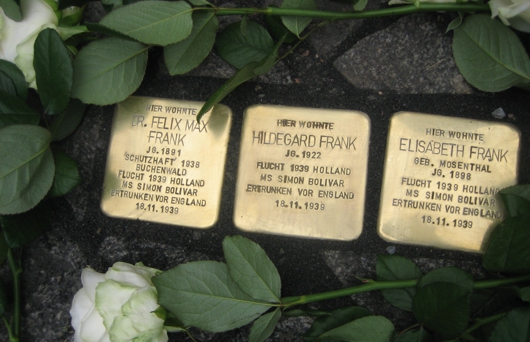 HIER WOHNTE
DR. FELIX MAX
FRANK
JG. 1891
'SCHUTZHAFT' 1938
BUCHENWALD
FLUCHT 1939 HOLLAND
MS SIMON BOLIVAR
ERTRUNKEN VOR ENGLAND
18.11.1939
HIER WOHNTE
HILDEGARD FRANK
JG. 1922
FLUCHT 1939 HOLLAND
MS SIMON BOLIVAR
ERTRUNKEN VOR ENGLAND
18.11.1939
HIER WOHNTE
ELISABETH FRANK
GEB. MOSENTHAL
JG. 1898
FLUCHT 1939 HOLLAND
MS SIMON BOLIVAR
ERTRUNKEN VOR ENGLAND
18.11.1939